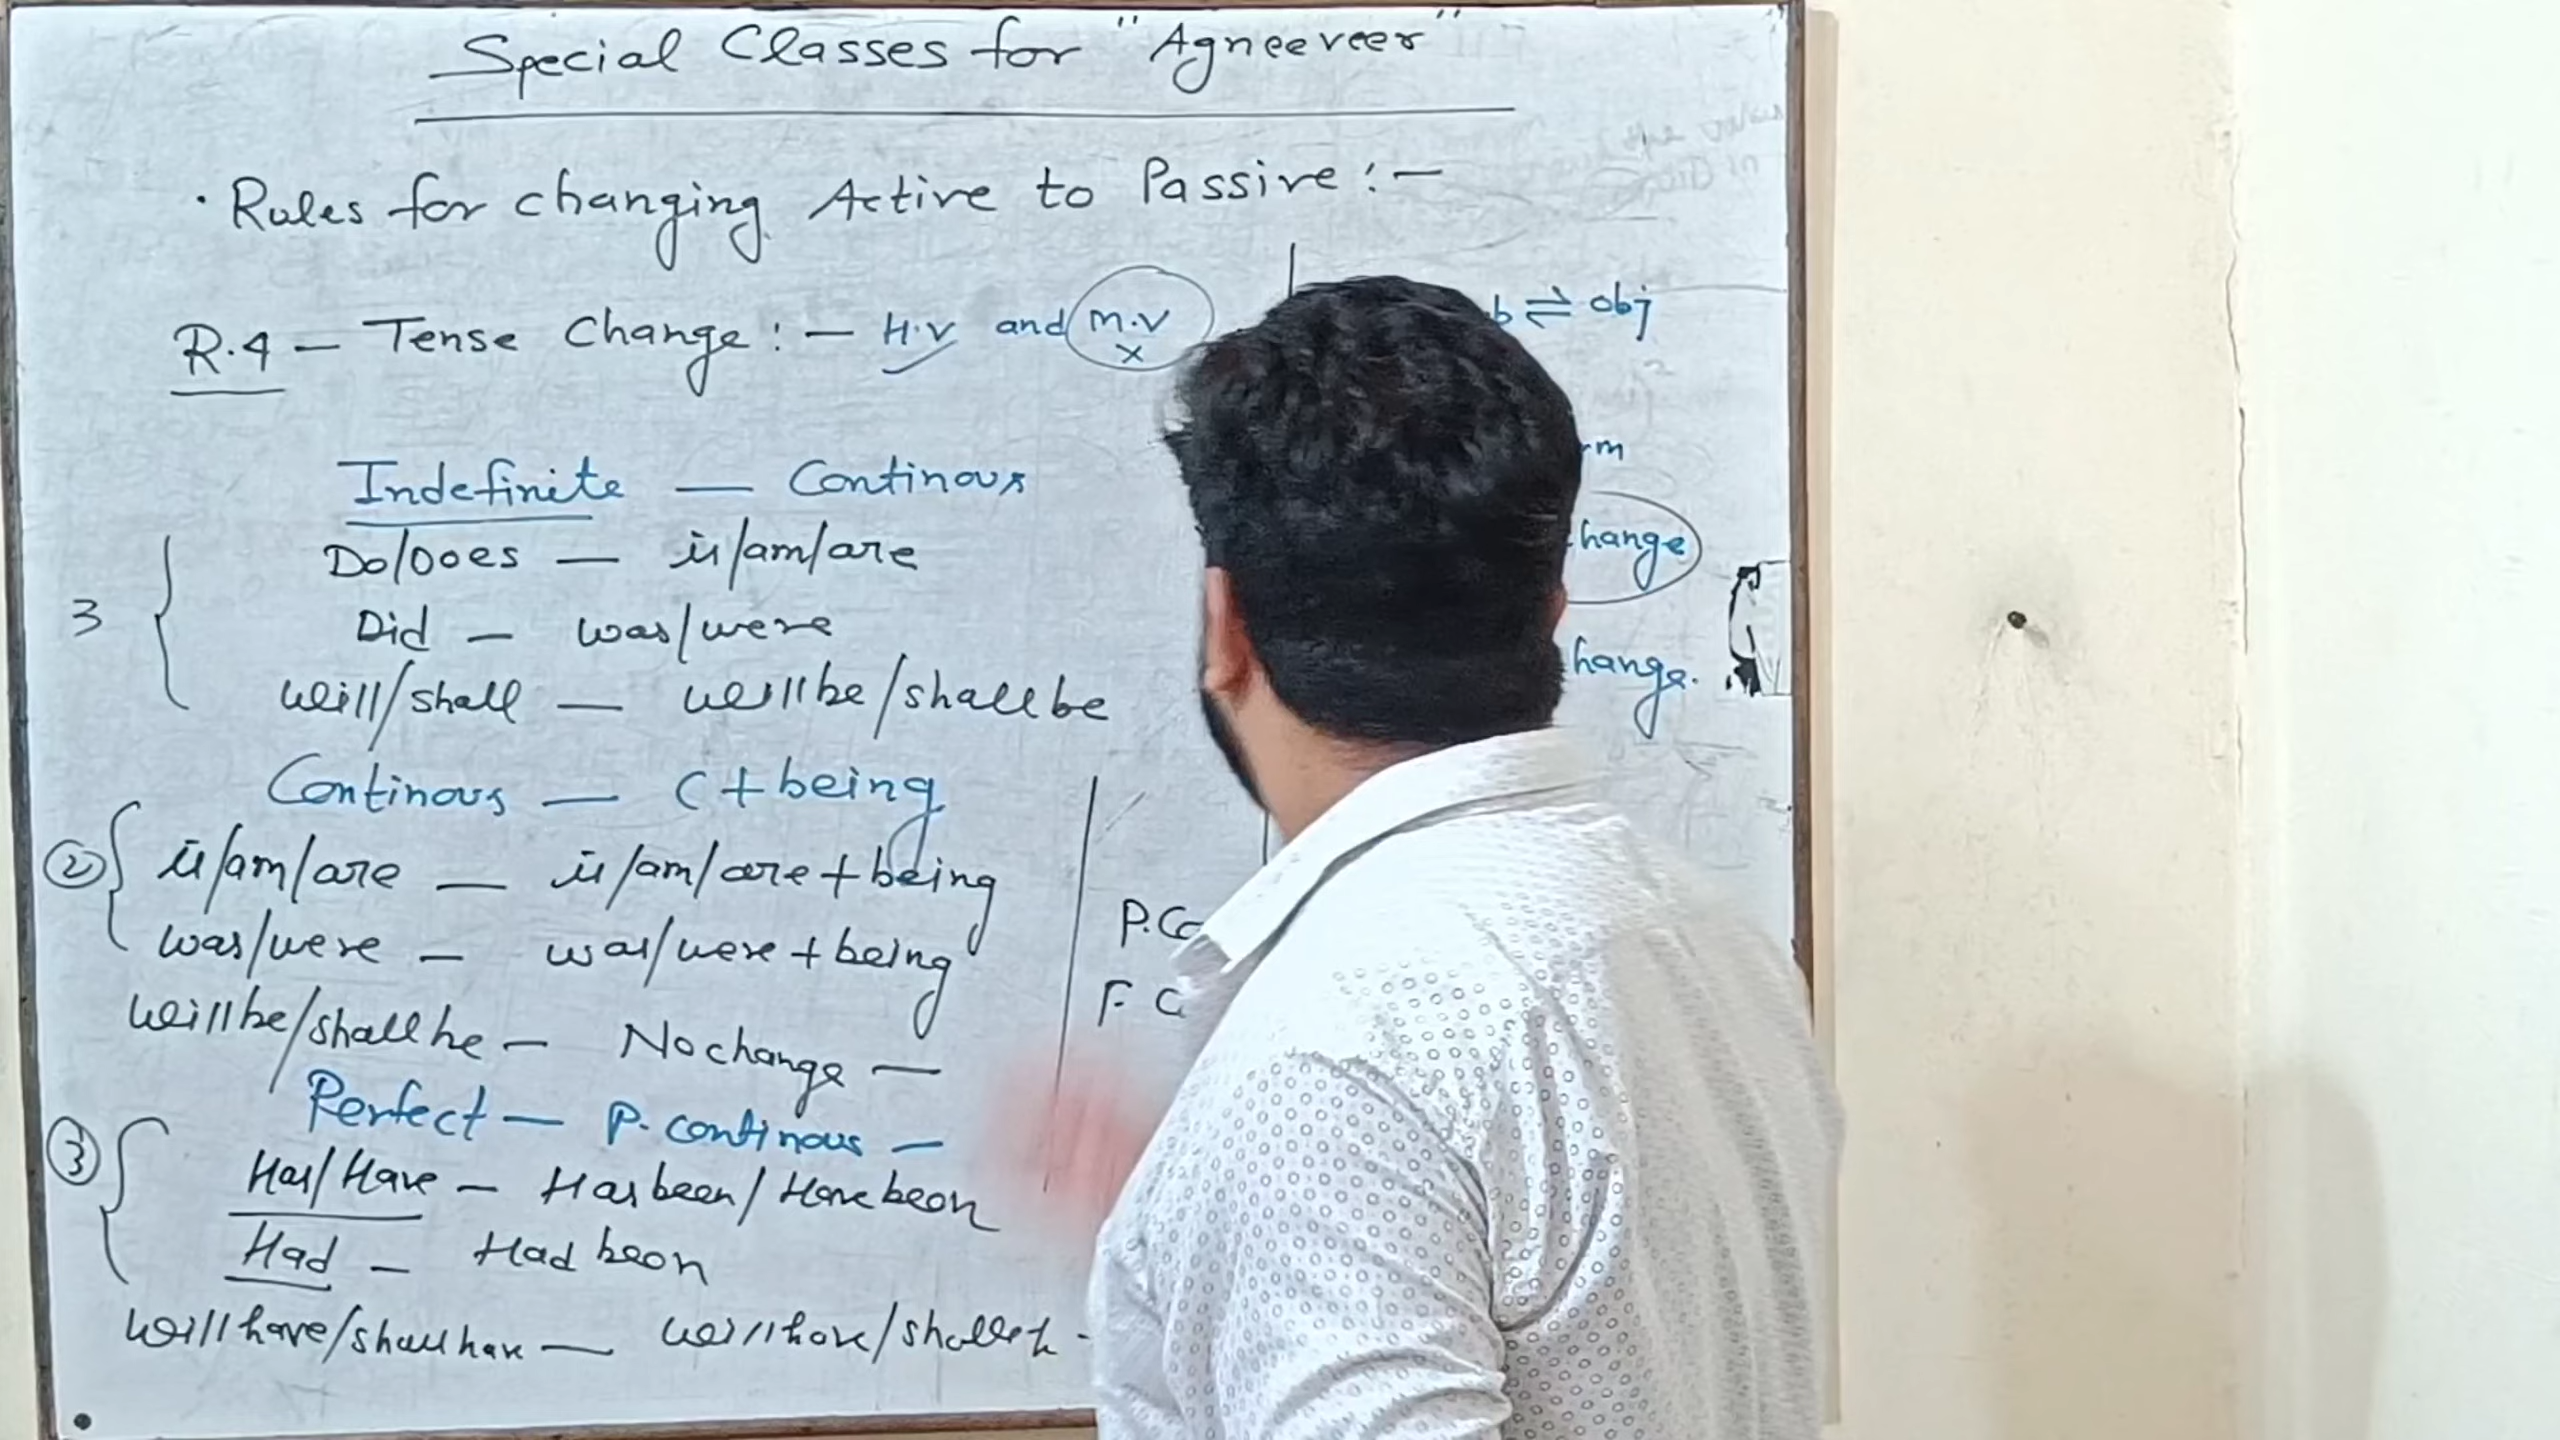 Special Classes for "Agneeveer"
· Rules for changing Active to Passive :-
R.4 — Tense Change :- H.V and M.V
x
b ⇌ obj
rm
hange
hange.
Indefinite — Continous
3
Do/Does — is/am/are
Did — was/were
will/shall — will be/shall be
Continous — C + being
② is/am/are — is/am/are + being
was/were — was/were + being
will be/shall be — No change —
Perfect — P. continous —
③ Has/Have — Has been/Have been
Had — Had been
will have/shall have — will have/
P.Co
F. C